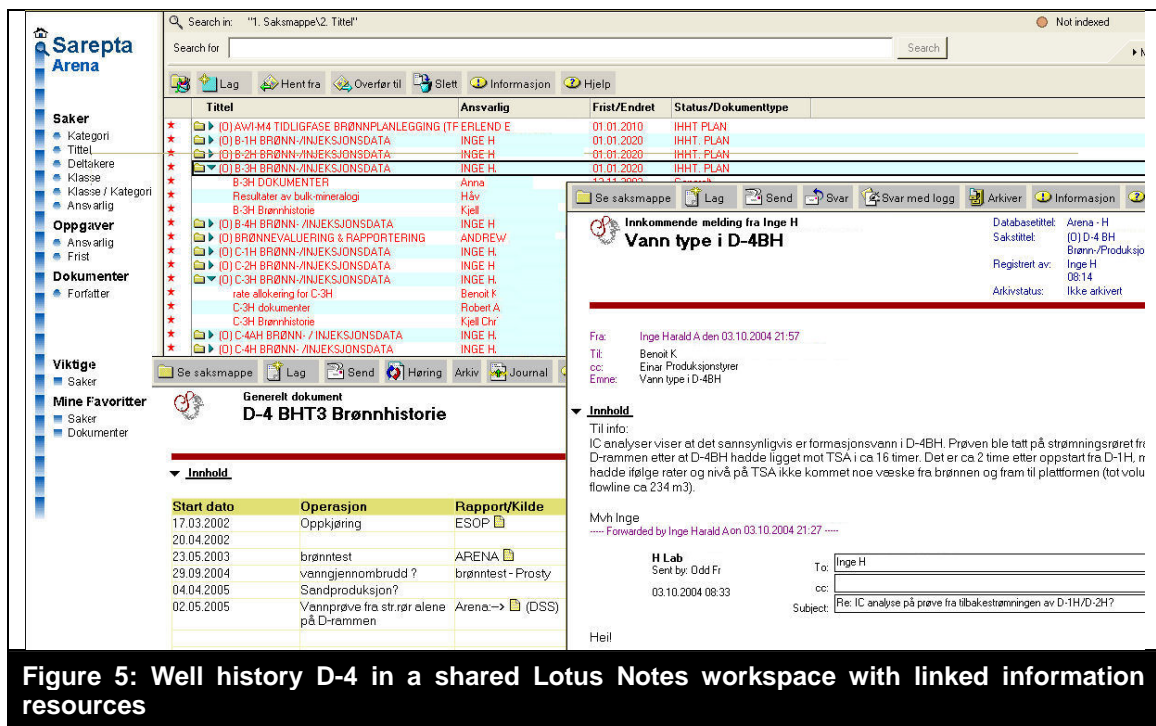 Search in: "1. Saksmappe\2. Tittel"
Not indexed
Sarepta
Arena
Search for
Search
Lag Hent fra Overfør til Slett Informasjon Hjelp
Tittel Ansvarlig Frist/Endret Status/Dokumenttype
(O) AWI-M4 TIDLIGFASE BRØNNPLANLEGGING (TF ERLEND E 01.01.2010 IHHT PLAN
(O) B-1H BRØNN-/INJEKSJONSDATA INGE H 01.01.2020 IHHT. PLAN
(O) B-2H BRØNN-/INJEKSJONSDATA INGE H 01.01.2020 IHHT. PLAN
(O) B-3H BRØNN-/INJEKSJONSDATA INGE H 01.01.2020 IHHT. PLAN
B-3H DOKUMENTER Anna
Resultater av bulk-mineralogi Håv
B-3H Brønnhistorie Kjell
(O) B-4H BRØNN-/INJEKSJONSDATA INGE H
(O) BRØNNEVALUERING & RAPPORTERING ANDREW
(O) C-1H BRØNN-/INJEKSJONSDATA INGE H.
(O) C-2H BRØNN-/INJEKSJONSDATA INGE H
(O) C-3H BRØNN-/INJEKSJONSDATA INGE H.
rate allokering for C-3H Benoit K
C-3H dokumenter Robert A
C-3H Brønnhistorie Kjell Chr
(O) C-4AH BRØNN- / INJEKSJONSDATA INGE H.
(O) C-4H BRØNN- /INJEKSJONSDATA INGE H.
Saker
Kategori
Tittel
Deltakere
Klasse
Klasse / Kategori
Ansvarlig
Oppgaver
Ansvarlig
Frist
Dokumenter
Forfatter
Viktige
Saker
Mine Favoritter
Saker
Dokumenter
Se saksmappe Lag Send Høring Arkiv Journal
Generelt dokument
D-4 BHT3 Brønnhistorie
Innhold
Start dato Operasjon Rapport/Kilde
17.03.2002 Oppkjøring ESOP
20.04.2002
23.05.2003 brønntest ARENA
29.09.2004 vanngjennombrudd ? brønntest - Prosty
04.04.2005 Sandproduksjon?
02.05.2005 Vannprøve fra str.rør alene Arena:--> (DSS)
på D-rammen
Se saksmappe Lag Send Svar Svar med logg Arkiver Informasjon
Innkommende melding fra Inge H
Vann type i D-4BH
Databasetittel: Arena - H
Sakstittel: (O) D-4 BH
Brønn-/Produksjo
Registrert av: Inge H
08:14
Arkivstatus: Ikke arkivert
Fra: Inge Harald A den 03.10.2004 21:57
Til: Benoit K
cc: Einar Produksjonstyrer
Emne: Vann type i D-4BH
Innhold
Til info:
IC analyser viser at det sannsynligvis er formasjonsvann i D-4BH. Prøven ble tatt på strømningsrøret fra
D-rammen etter at D-4BH hadde ligget mot TSA i ca 16 timer. Det er ca 2 time etter oppstart fra D-1H, m
hadde ifølge rater og nivå på TSA ikke kommet noe væske fra brønnen og fram til plattformen (tot volu
flowline ca 234 m3).
Mvh Inge
----- Forwarded by Inge Harald A on 03.10.2004 21:27 -----
H Lab
Sent by: Odd Fr
03.10.2004 08:33
To: Inge H
cc:
Subject: Re: IC analyse på prøve fra tilbakestrømningen av D-1H/D-2H?
Hei!
Figure 5: Well history D-4 in a shared Lotus Notes workspace with linked information
resources